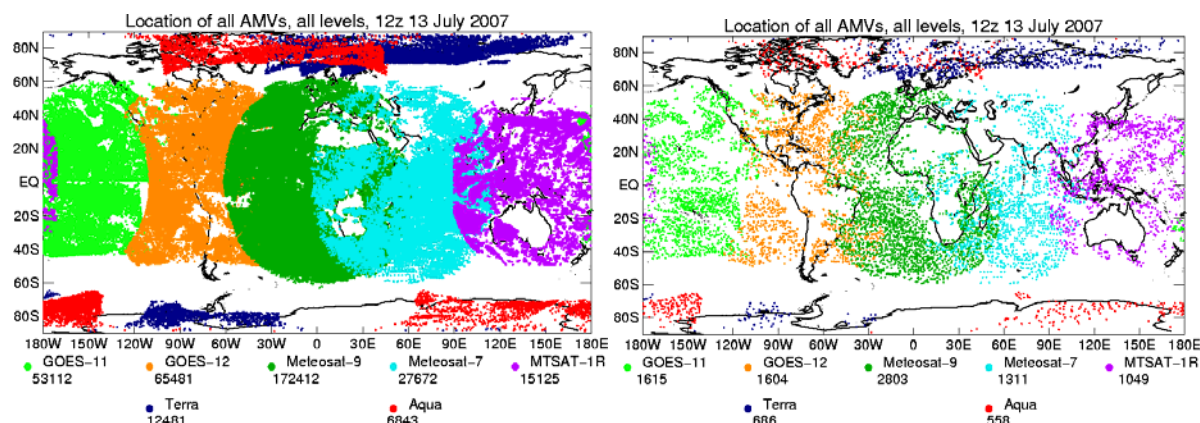 Location of all AMVs, all levels, 12z 13 July 2007
80N
60N
40N
20N
EQ
20S
40S
60S
80S
180W 150W 120W 90W 60W 30W 0 30E 60E 90E 120E 150E 180E
GOES-11 GOES-12 Meteosat-9 Meteosat-7 MTSAT-1R
53112 65481 172412 27672 15125
Terra Aqua
12481 6843
Location of all AMVs, all levels, 12z 13 July 2007
80N
60N
40N
20N
EQ
20S
40S
60S
80S
180W 150W 120W 90W 60W 30W 0 30E 60E 90E 120E 150E 180E
GOES-11 GOES-12 Meteosat-9 Meteosat-7 MTSAT-1R
1615 1604 2803 1311 1049
Terra Aqua
686 558